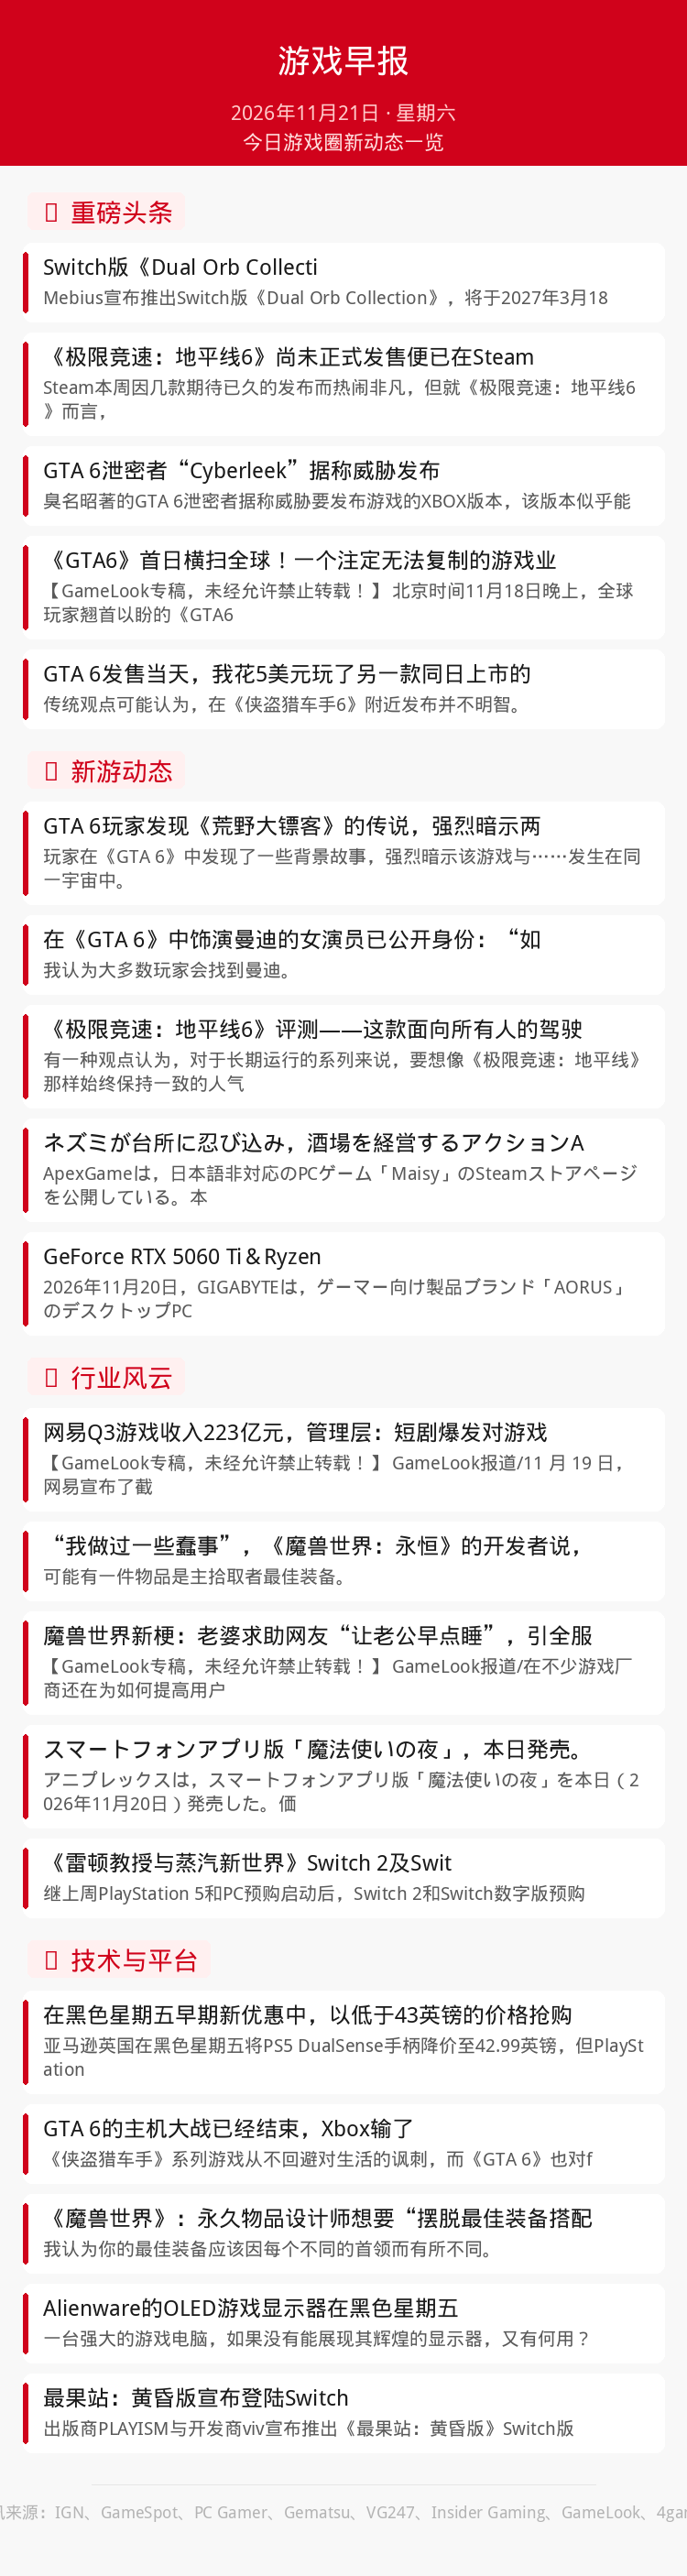 游戏早报
2026年11月21日 · 星期六
今日游戏圈新动态一览
重磅头条
Switch版《Dual Orb Collecti
Mebius宣布推出Switch版《Dual Orb Collection》，将于2027年3月18
《极限竞速：地平线6》尚未正式发售便已在Steam
Steam本周因几款期待已久的发布而热闹非凡，但就《极限竞速：地平线6
》而言，
GTA 6泄密者“Cyberleek”据称威胁发布
臭名昭著的GTA 6泄密者据称威胁要发布游戏的XBOX版本，该版本似乎能
《GTA6》首日横扫全球！一个注定无法复制的游戏业
【GameLook专稿，未经允许禁止转载！】 北京时间11月18日晚上，全球
玩家翘首以盼的《GTA6
GTA 6发售当天，我花5美元玩了另一款同日上市的
传统观点可能认为，在《侠盗猎车手6》附近发布并不明智。
新游动态
GTA 6玩家发现《荒野大镖客》的传说，强烈暗示两
玩家在《GTA 6》中发现了一些背景故事，强烈暗示该游戏与……发生在同
一宇宙中。
在《GTA 6》中饰演曼迪的女演员已公开身份：“如
我认为大多数玩家会找到曼迪。
《极限竞速：地平线6》评测——这款面向所有人的驾驶
有一种观点认为，对于长期运行的系列来说，要想像《极限竞速：地平线》
那样始终保持一致的人气
ネズミが台所に忍び込み，酒場を経営するアクションA
ApexGameは，日本語非対応のPCゲーム「Maisy」のSteamストアページ
を公開している。本
GeForce RTX 5060 Ti＆Ryzen
2026年11月20日，GIGABYTEは，ゲーマー向け製品ブランド「AORUS」
のデスクトップPC
行业风云
网易Q3游戏收入223亿元，管理层：短剧爆发对游戏
【GameLook专稿，未经允许禁止转载！】 GameLook报道/11 月 19 日，
网易宣布了截
“我做过一些蠢事”，《魔兽世界：永恒》的开发者说，
可能有一件物品是主拾取者最佳装备。
魔兽世界新梗：老婆求助网友“让老公早点睡”，引全服
【GameLook专稿，未经允许禁止转载！】 GameLook报道/在不少游戏厂
商还在为如何提高用户
スマートフォンアプリ版「魔法使いの夜」，本日発売。
アニプレックスは，スマートフォンアプリ版「魔法使いの夜」を本日（2
026年11月20日）発売した。価
《雷顿教授与蒸汽新世界》Switch 2及Swit
继上周PlayStation 5和PC预购启动后，Switch 2和Switch数字版预购
技术与平台
在黑色星期五早期新优惠中，以低于43英镑的价格抢购
亚马逊英国在黑色星期五将PS5 DualSense手柄降价至42.99英镑，但PlaySt
ation
GTA 6的主机大战已经结束，Xbox输了
《侠盗猎车手》系列游戏从不回避对生活的讽刺，而《GTA 6》也对f
《魔兽世界》：永久物品设计师想要“摆脱最佳装备搭配
我认为你的最佳装备应该因每个不同的首领而有所不同。
Alienware的OLED游戏显示器在黑色星期五
一台强大的游戏电脑，如果没有能展现其辉煌的显示器，又有何用？
最果站：黄昏版宣布登陆Switch
出版商PLAYISM与开发商viv宣布推出《最果站：黄昏版》Switch版
来源：IGN、GameSpot、PC Gamer、Gematsu、VG247、Insider Gaming、GameLook、4ga